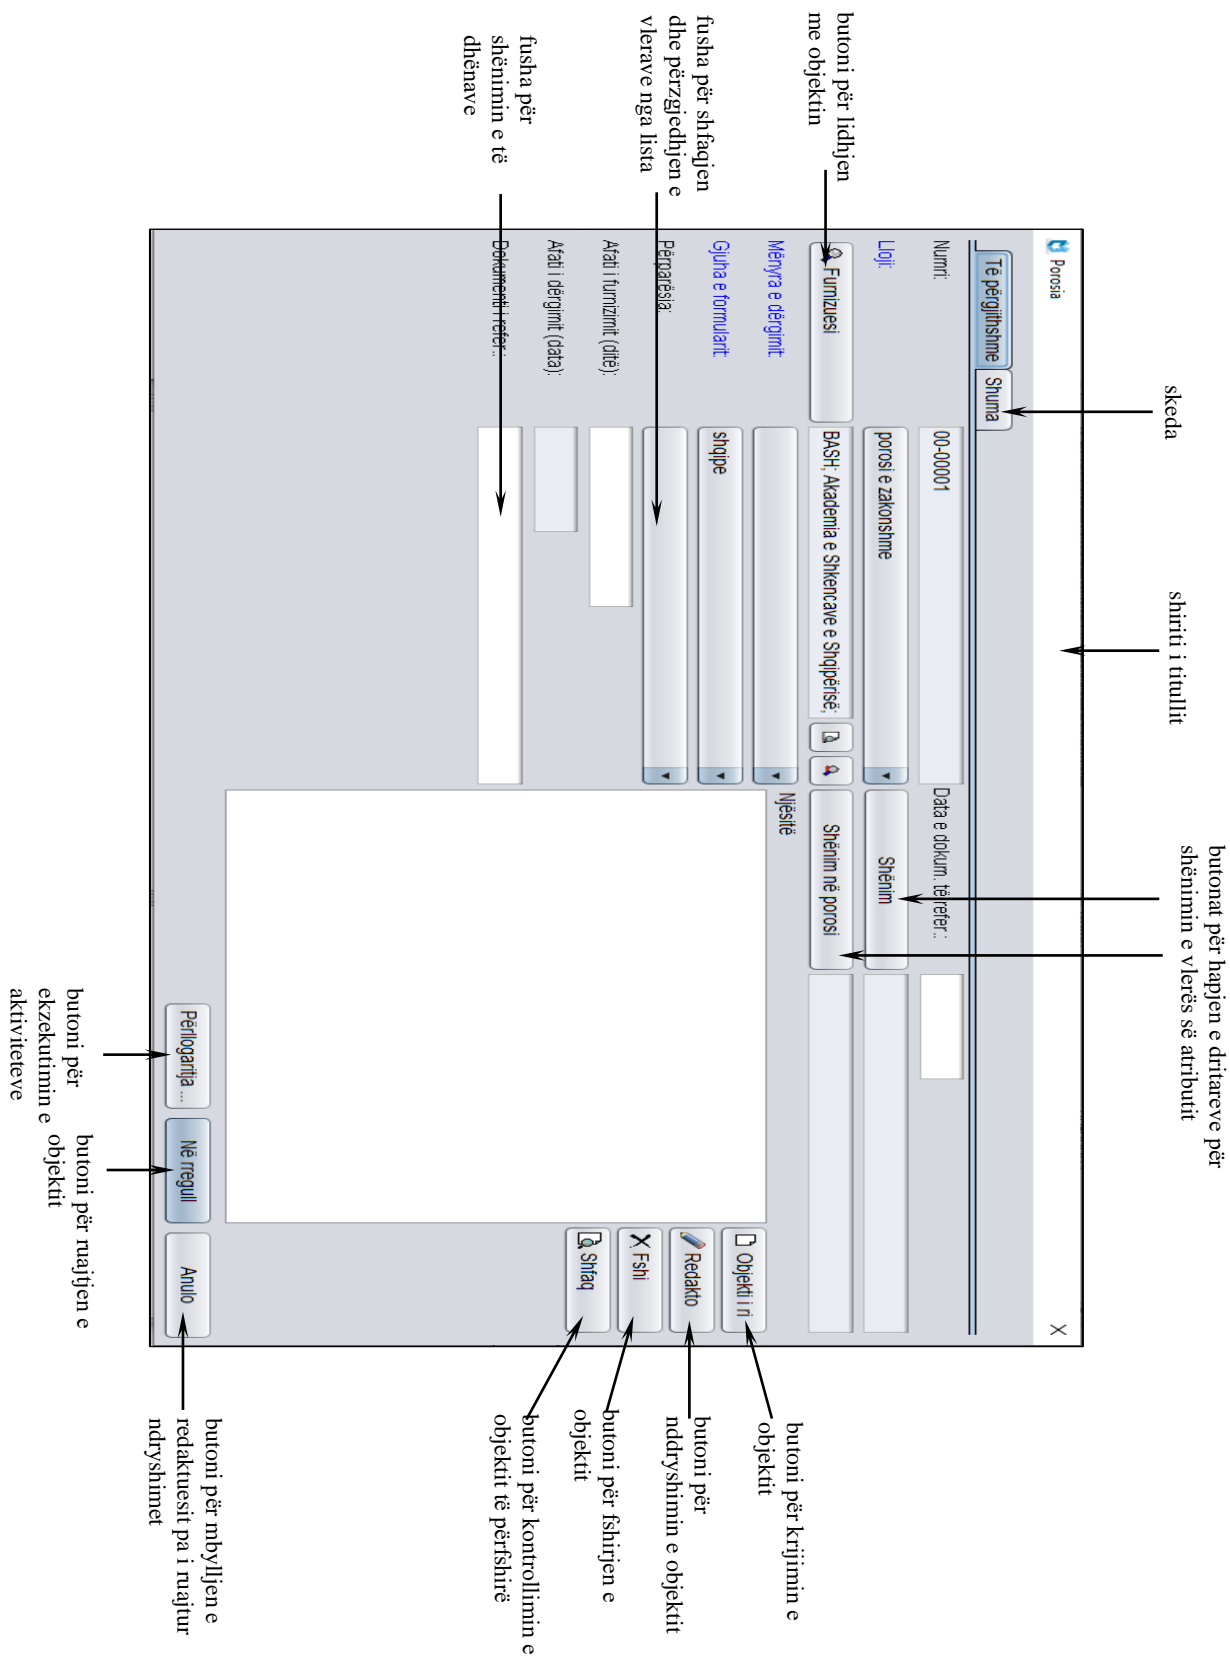 skeda
shiriti i titullit
butonat për hapjen e dritareve për
shënimin e vlerës së atributit
butoni për lidhjen
me objektin
fusha për shfaqjen
dhe përzgjedhjen e
vlerave nga lista
fusha për
shënimin e të
dhënave
Porosia
Të përgjithshme
Shuma
Numri:
00-00001
Data e dokum. të refer.:
Lloji:
porosi e zakonshme
Shënim
Furnizuesi
BASH; Akademia e Shkencave e Shqipërisë;
Shënim në porosi
Mënyra e dërgimit:
Njësitë
Gjuha e formularit:
shqipe
Përparësia:
Afati i furnizimit (ditë):
Afati i dërgimit (data):
Dokumenti i refer.:
Objekti i ri
Redakto
Fshi
Shfaq
Përllogaritja ...
Në rregull
Anulo
butoni për krijimin e
objektit
butoni për
nddryshimin e objektit
butoni për fshirjen e
objektit
butoni për kontrollimin e
objektit të përfshirë
butoni për
ekzekutimin e
aktiviteteve
butoni për ruajtjen e
objektit
butoni për mbylljen e
redaktuesit pa i ruajtur
ndryshimet